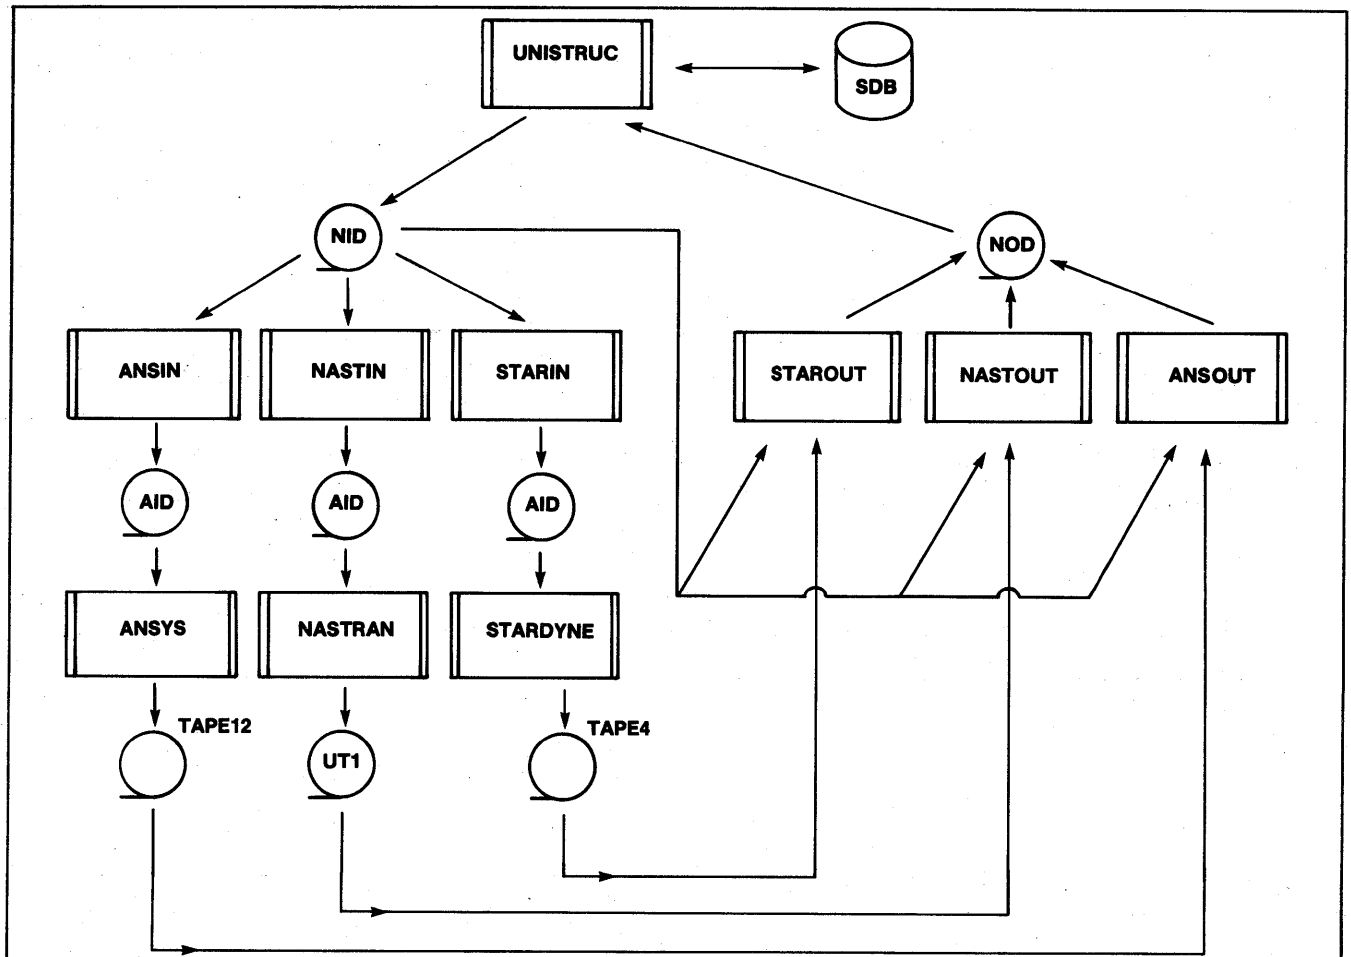 UNISTRUC
SDB
NID
NOD
ANSIN
NASTIN
STARIN
STAROUT
NASTOUT
ANSOUT
AID
AID
AID
ANSYS
NASTRAN
STARDYNE
TAPE12
TAPE4
UT1